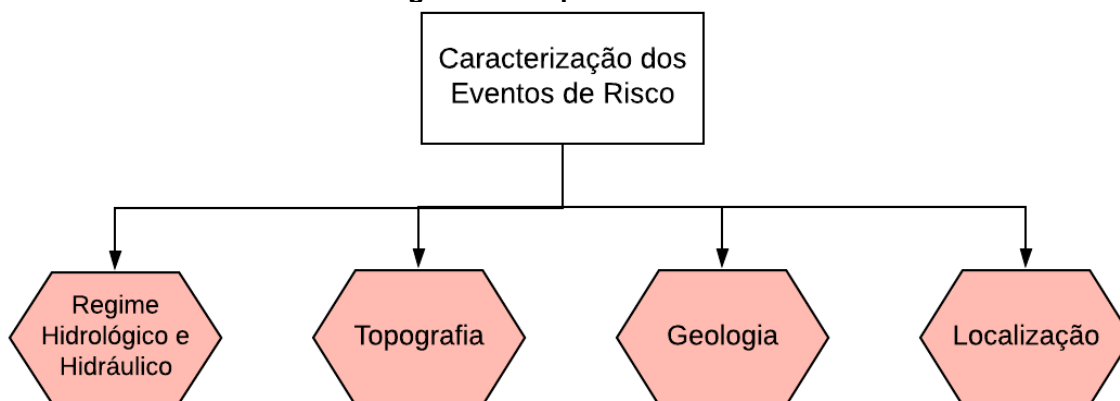 Caracterização dos
Eventos de Risco
Regime
Hidrológico e
Hidráulico
Topografia
Geologia
Localização